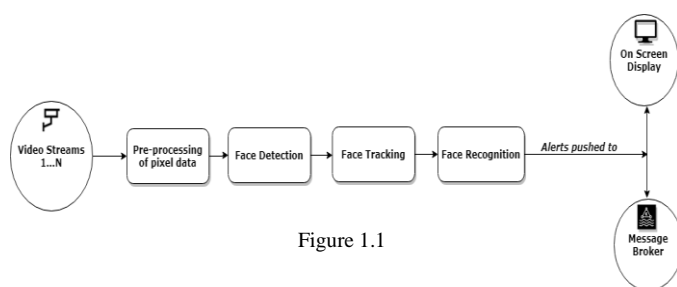 Video Streams
1...N
Pre-processing
of pixel data
Face Detection
Face Tracking
Face Recognition
Alerts pushed to
On Screen
Display
Message
Broker
Figure 1.1